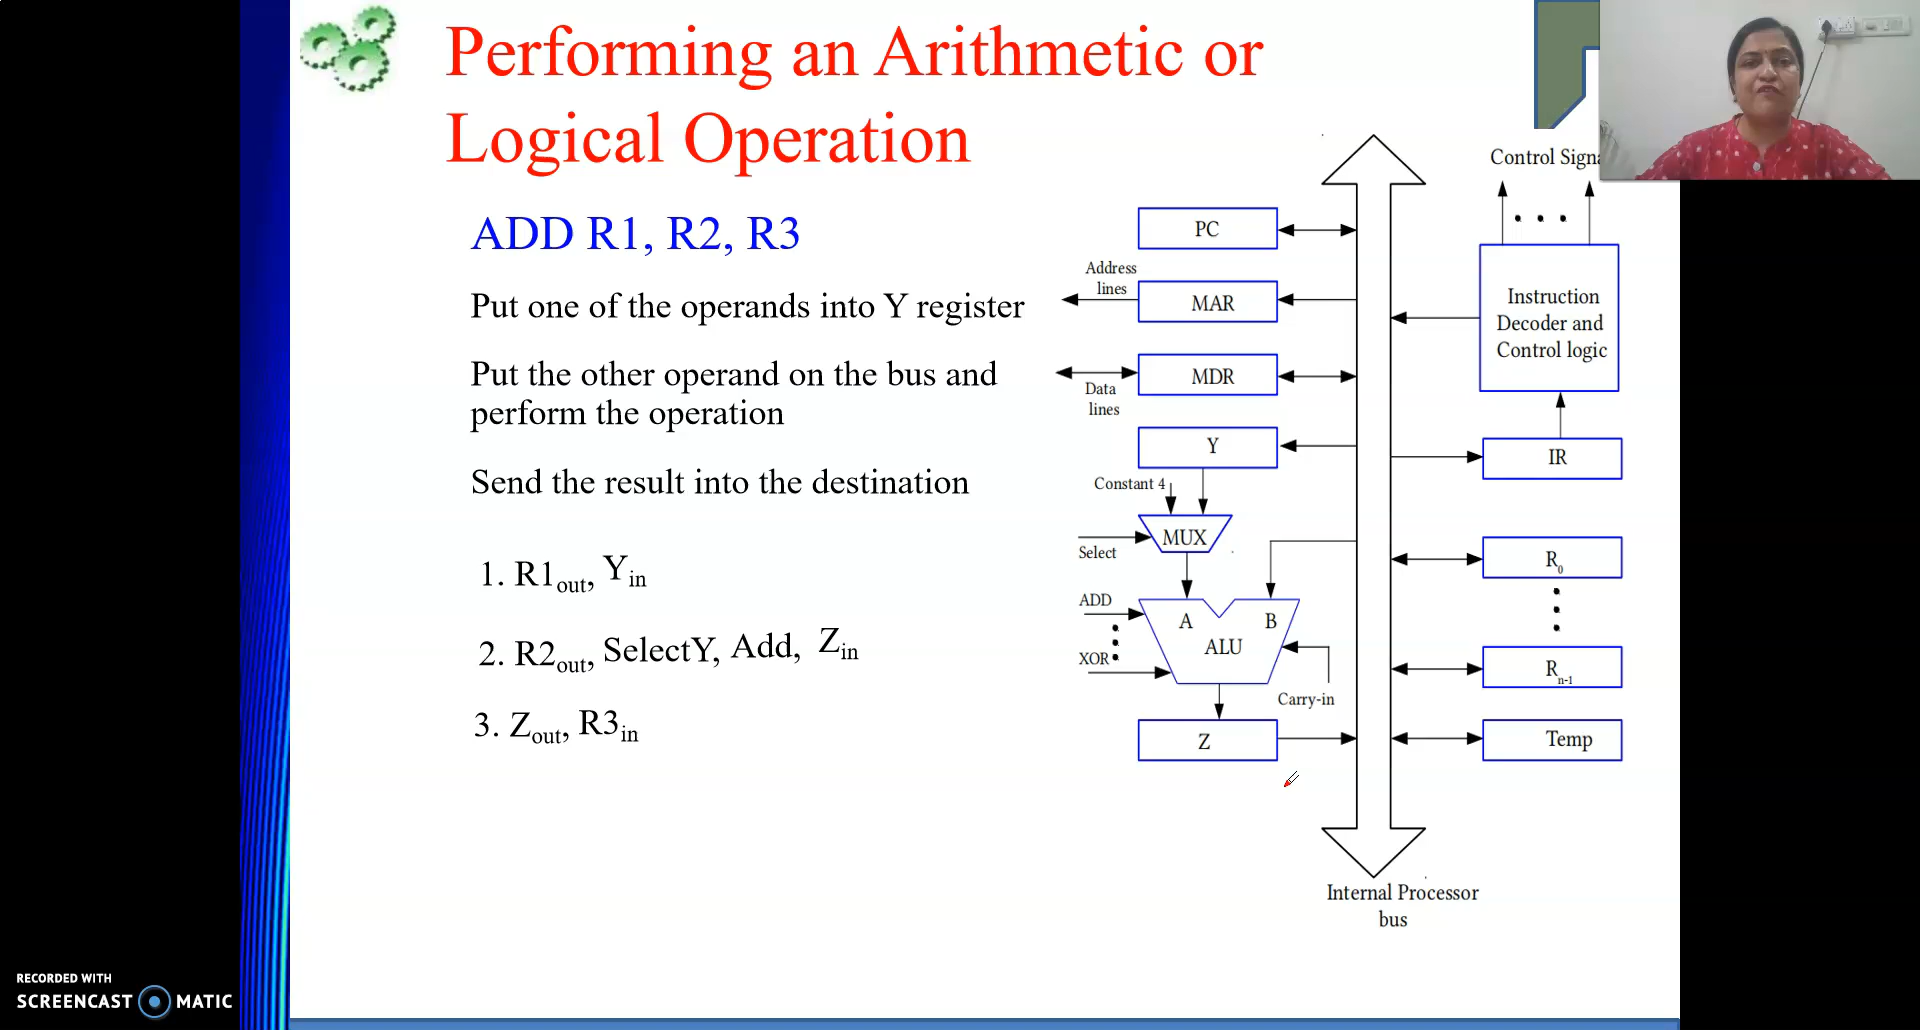 Performing an Arithmetic or
Logical Operation
ADD R1, R2, R3
Put one of the operands into Y register
Put the other operand on the bus and
perform the operation
Send the result into the destination
1. R1out, Yin
2. R2out, SelectY, Add, Zin
3. Zout, R3in
Control Signa
PC
Address
lines
MAR
Instruction
Decoder and
Control logic
MDR
Data
lines
Y
IR
Constant 4
MUX
Select
R0
ADD
A
B
ALU
XOR
Rn-1
Carry-in
Z
Temp
Internal Processor
bus
RECORDED WITH
SCREENCAST MATIC